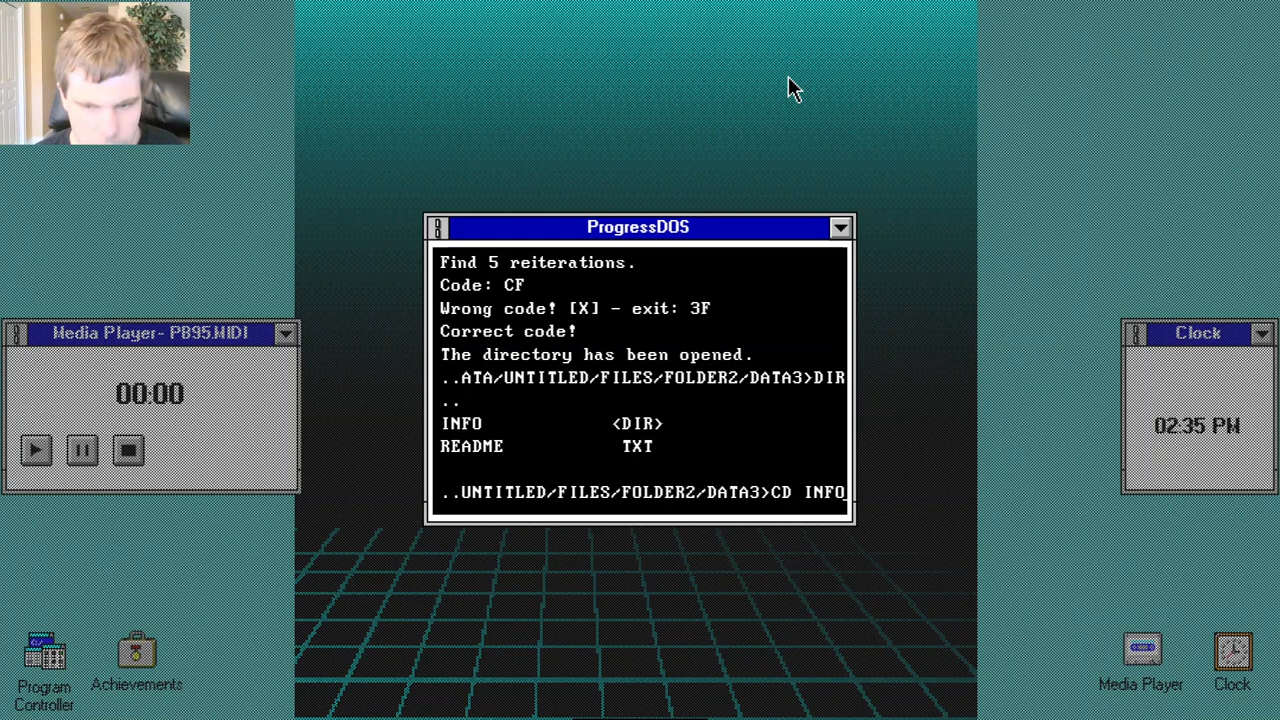 ProgressDOS
Find 5 reiterations.
Code: CF
Wrong code! [X] - exit: 3F
Correct code!
The directory has been opened.
..ATA/UNTITLED/FILES/FOLDER2/DATA3>DIR
..
INFO <DIR>
README TXT
..UNTITLED/FILES/FOLDER2/DATA3>CD INFO_
Media Player- PB95.MIDI
00:00
Clock
02:35 PM
Program
Controller
Achievements
Media Player
Clock